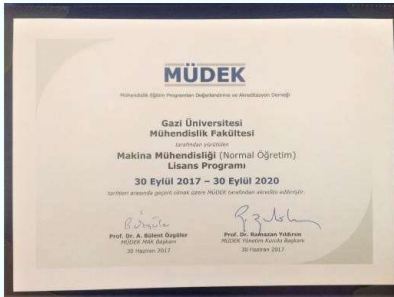 MÜDEK
Mühendislik Eğitim Programları Değerlendirme ve Akreditasyon Derneği
Gazi Üniversitesi
Mühendislik Fakültesi
tarafından yürütülen
Makina Mühendisliği (Normal Öğretim)
Lisans Programı
30 Eylül 2017 – 30 Eylül 2020
tarihleri arasında geçerli olmak üzere MÜDEK tarafından akredite edilmiştir.
Prof. Dr. A. Bülent Özgüler
MÜDEK MAK Başkanı
30 Haziran 2017
Prof. Dr. Ramazan Yıldırım
MÜDEK Yönetim Kurulu Başkanı
30 Haziran 2017